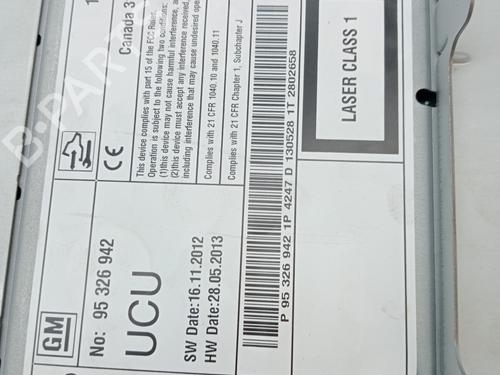 GM
No: 95 326 942
UCU
SW Date:16.11.2012
HW Date:28.05.2013
CE
Canada 3
This device complies with part 15 of the FCC Rules.
Operation is subject to the following two conditions:
(1)this device may not cause harmful interference,
(2)this device must accept any interference received,
including interference that may cause undesired
Complies with 21 CFR 1040.10 and 1040.11
Complies with 21 CFR Chapter 1, Subchapter J
P 95 326 942 1P 4247 D 130528 1T 2802658
LASER CLASS 1